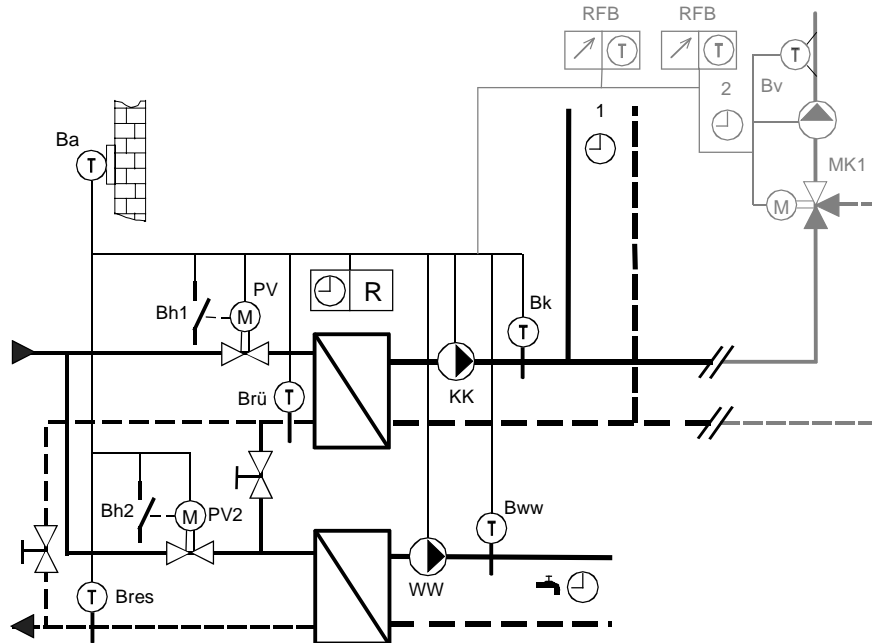 RFB RFB
T T T
2 Bv
1
Ba
T
MK1
M
PV
R
Bh1 M
Bk
T
Brü T
KK
Bh2 M PV2
Bww
T
WW
T Bres